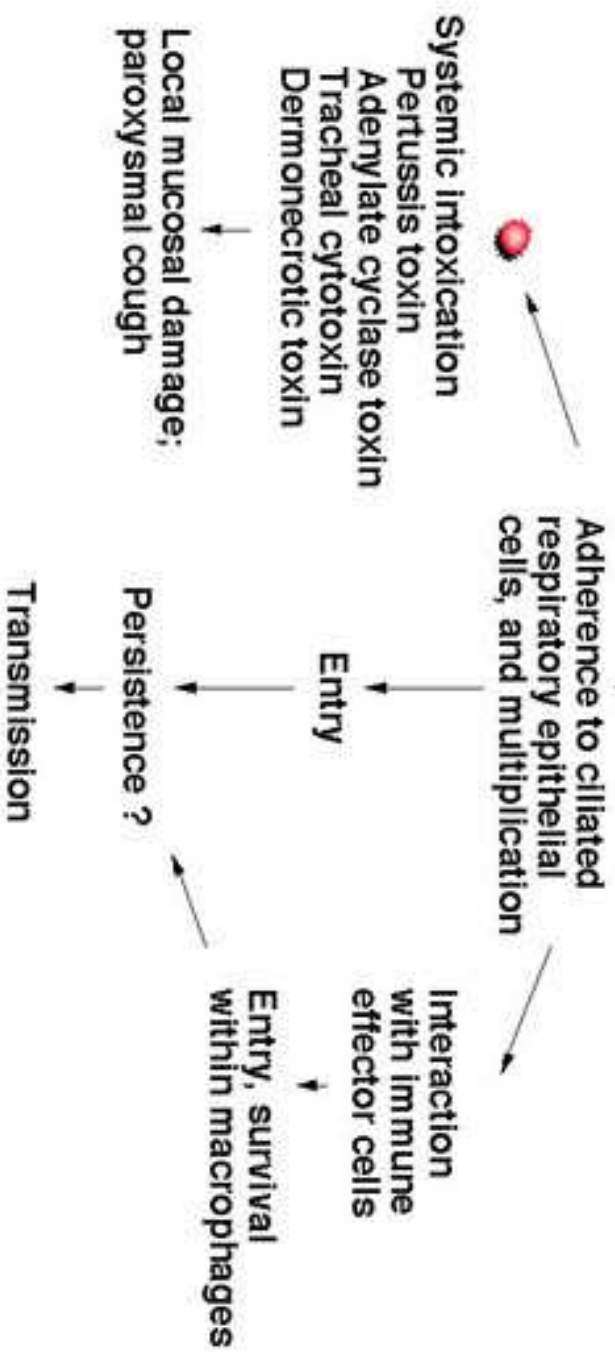 Adherence to ciliated
respiratory epithelial
cells, and multiplication
Systemic intoxication
Pertussis toxin
Adenylate cyclase toxin
Tracheal cytotoxin
Dermonecrotic toxin
Local mucosal damage;
paroxysmal cough
Entry
Persistence ?
Transmission
Interaction
with immune
effector cells
Entry, survival
within macrophages